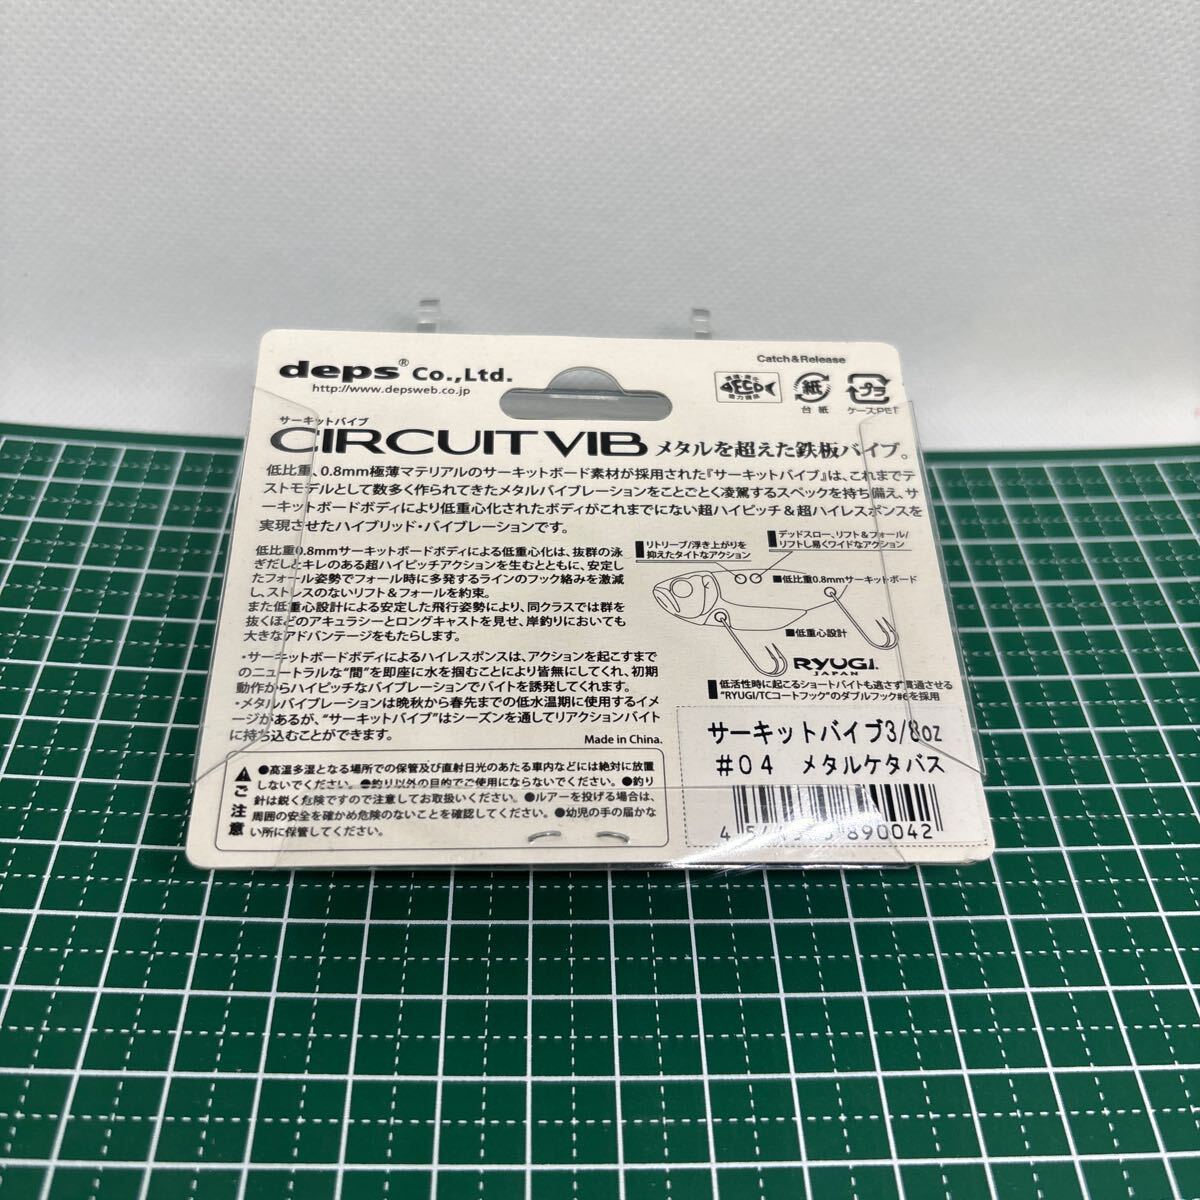 deps® Co.,Ltd.
http://www.depsweb.co.jp
Catch & Release
ECO
紙
台紙
プラ
ケース:PET
サーキットバイブ
CIRCUIT VIB メタルを超えた鉄板バイブ。
低比重、0.8mm極薄マテリアルのサーキットボード素材が採用された『サーキットバイブ』は、これまでテ
ストモデルとして数多く作られてきたメタルバイブレーションをことごとく凌駕するスペックを持ち備え、サ
ーキットボードボディにより低重心化されたボディがこれまでにない超ハイピッチ＆超ハイレスポンスを
実現させたハイブリッド・バイブレーションです。
低比重0.8mmサーキットボードボディによる低重心化は、抜群の泳
ぎだしとキレのある超ハイピッチアクションを生むとともに、安定し
たフォール姿勢でフォール時に多発するラインのフック絡みを激減
し、ストレスのないリフト＆フォールを約束。
また低重心設計による安定した飛行姿勢により、同クラスでは群を
抜くほどのアキュラシーとロングキャストを見せ、岸釣りにおいても
大きなアドバンテージをもたらします。
・サーキットボードボディによるハイレスポンスは、アクションを起こすまで
のニュートラルな“間”を即座に水を掴むことにより皆無にしてくれ、初期
動作からハイピッチなバイブレーションでバイトを誘発してくれます。
・メタルバイブレーションは晩秋から春先までの低水温期に使用するイメ
ージがあるが、“サーキットバイブ”はシーズンを通してリアクションバイト
に持ち込むことができます。
Made in China.
リトリーブ/浮き上がりを
抑えたタイトなアクション
デッドスロー、リフト&フォール/
リフトし易くワイドなアクション
■低比重0.8mmサーキットボード
■低重心設計
RYUGI
JAPAN
低活性時に起こるショートバイトも逃さず貫通させる
“RYUGI/TCコートフック”のダブルフック#6を採用
ご注意
●高温多湿となる場所での保管及び直射日光のあたる車内などには絶対に放置
しないでください。●釣り以外の目的でご使用にならないでください。●釣り
針は鋭く危険ですので注意してお取扱いください。●ルアーを投げる場合は、
周囲の安全を確かめ危険のないことを確認してください。●幼児の手の届かな
い所に保管してください。
サーキットバイブ3/8oz
#04 メタルケタバス
890042